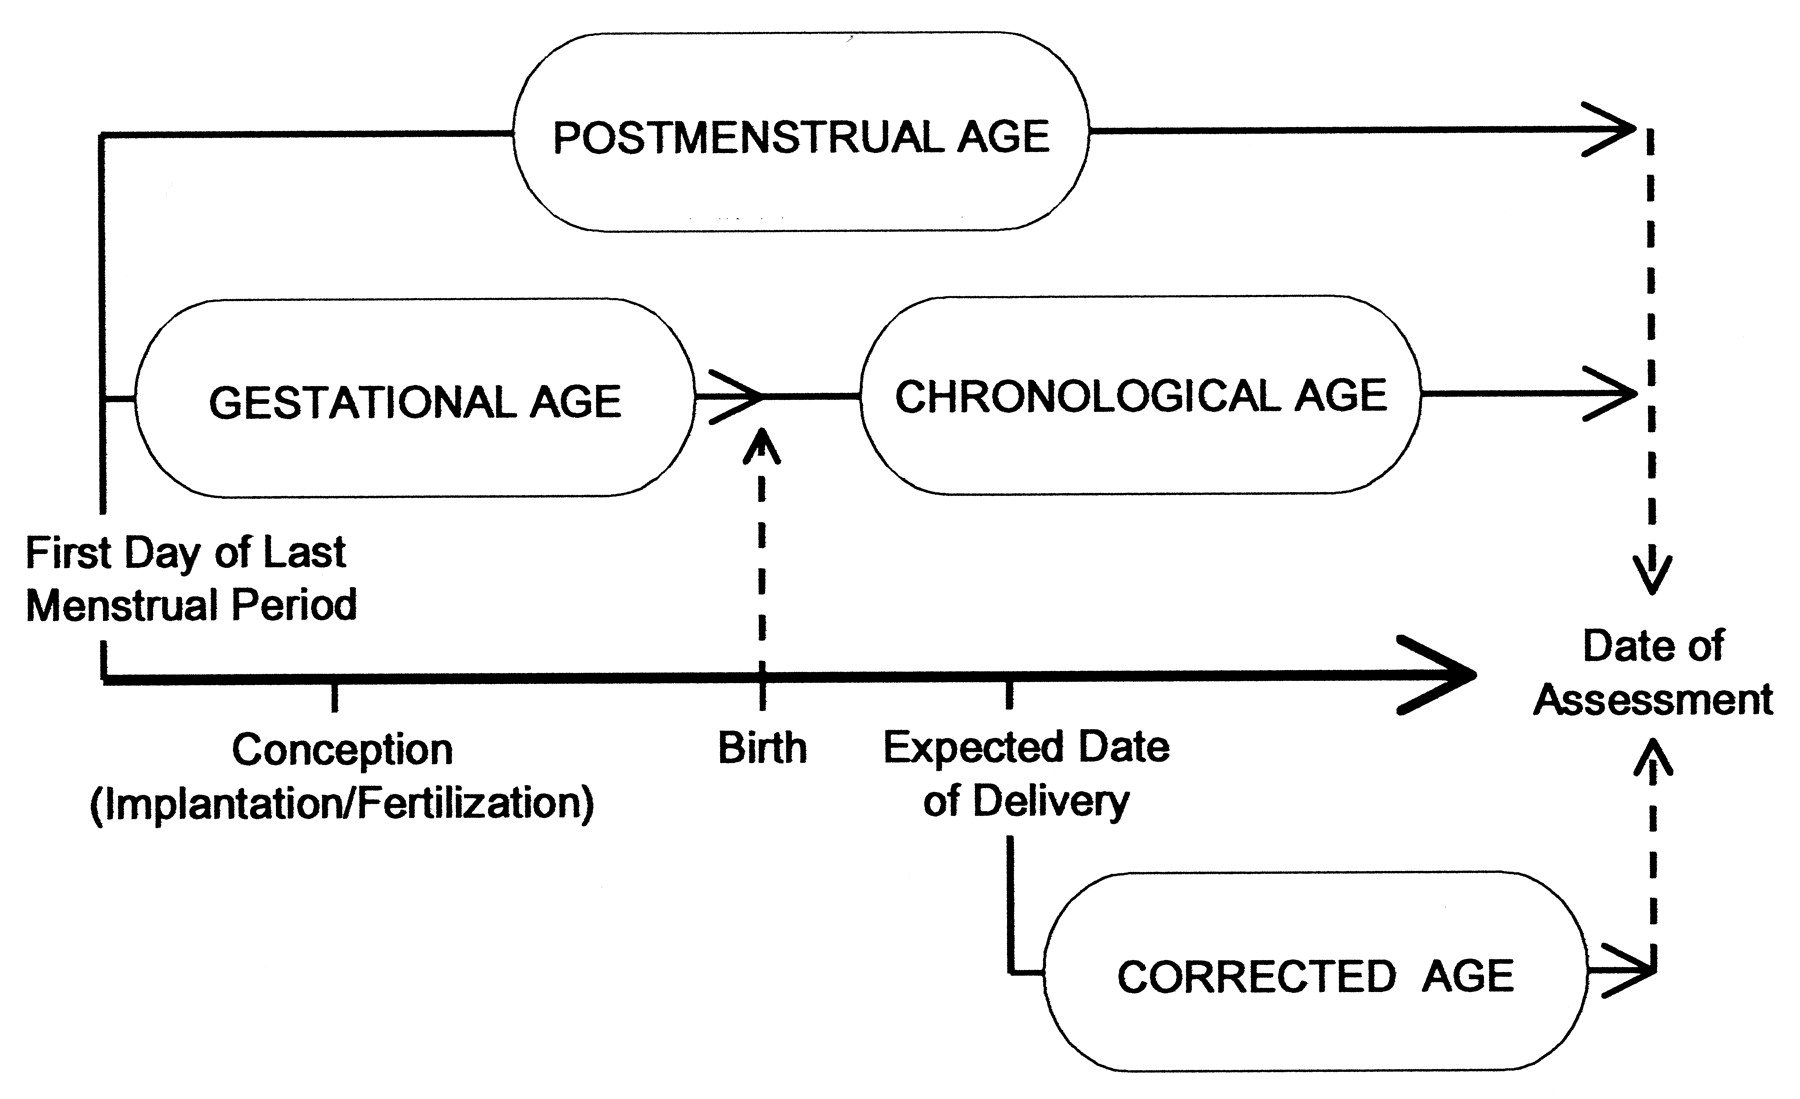 POSTMENSTRUAL AGE
GESTATIONAL AGE
CHRONOLOGICAL AGE
First Day of Last
Menstrual Period
Date of
Assessment
Conception
(Implantation/Fertilization)
Birth
Expected Date
of Delivery
CORRECTED AGE